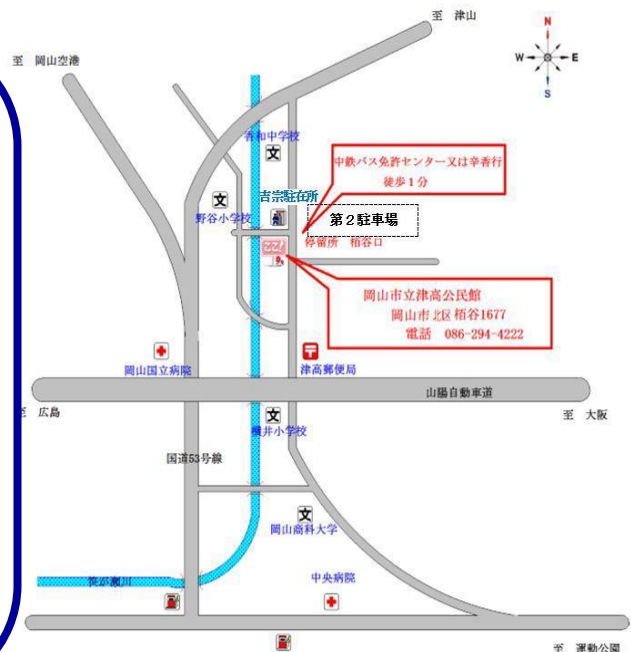 至 津山
N
至 岡山空港
W E
S
香和中学校
文
中鉄バス免許センター又は辛香行
徒歩1分
文
吉宗駐在所
野谷小学校
第2駐車場
停留所 栢谷口
ココ!
岡山市立津高公民館
岡山市北区栢谷1677
電話 086-294-4222
岡山国立病院
津高郵便局
山陽自動車道
至 広島
至 大阪
文
横井小学校
国道53号線
文
岡山商科大学
笹が瀬川
中央病院
至 運動公園